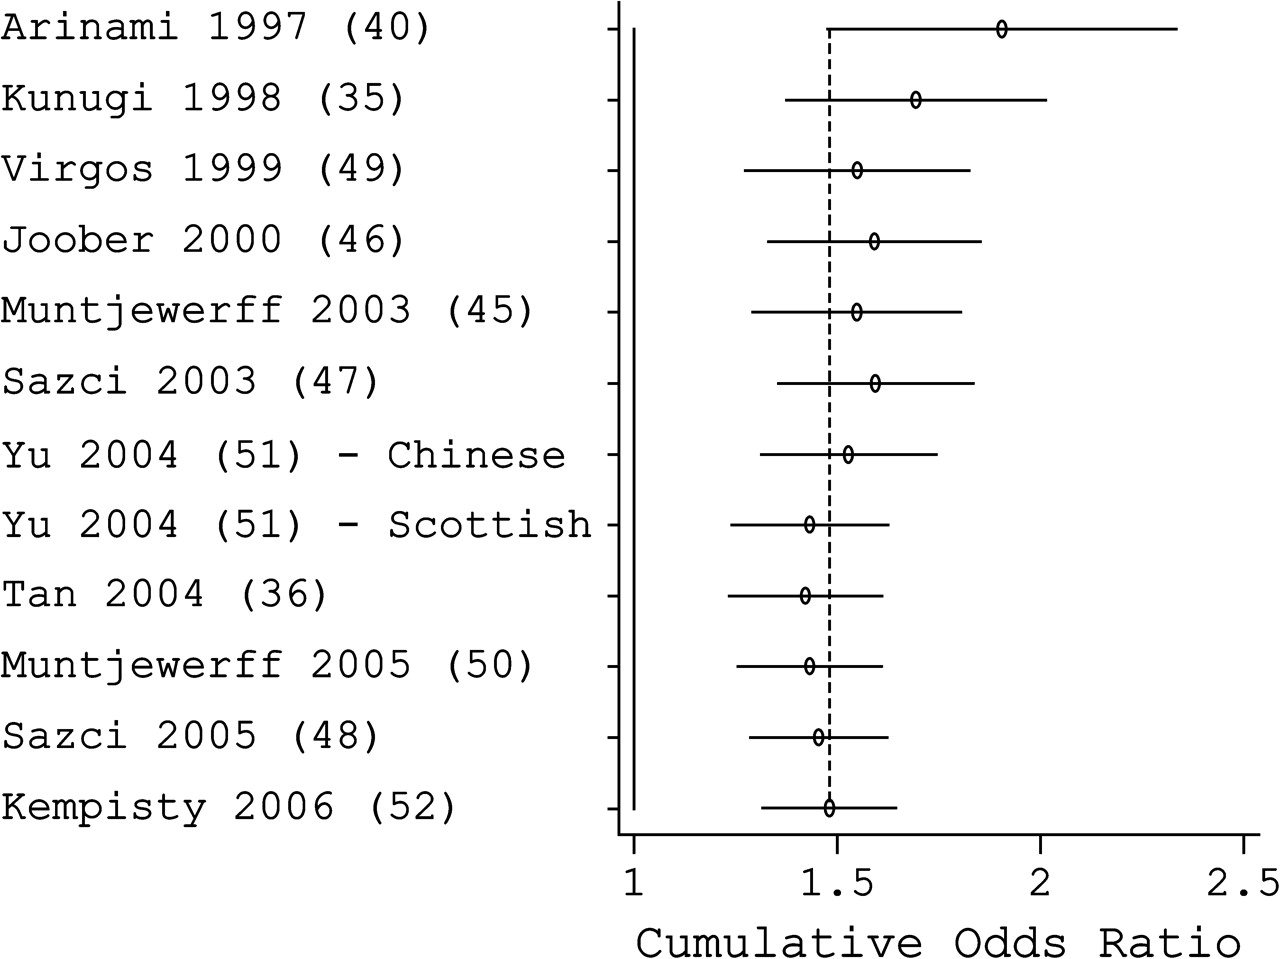 Arinami 1997 (40)
Kunugi 1998 (35)
Virgos 1999 (49)
Joober 2000 (46)
Muntjewerff 2003 (45)
Sazci 2003 (47)
Yu 2004 (51) - Chinese
Yu 2004 (51) - Scottish
Tan 2004 (36)
Muntjewerff 2005 (50)
Sazci 2005 (48)
Kempisty 2006 (52)
1 1.5 2 2.5
Cumulative Odds Ratio